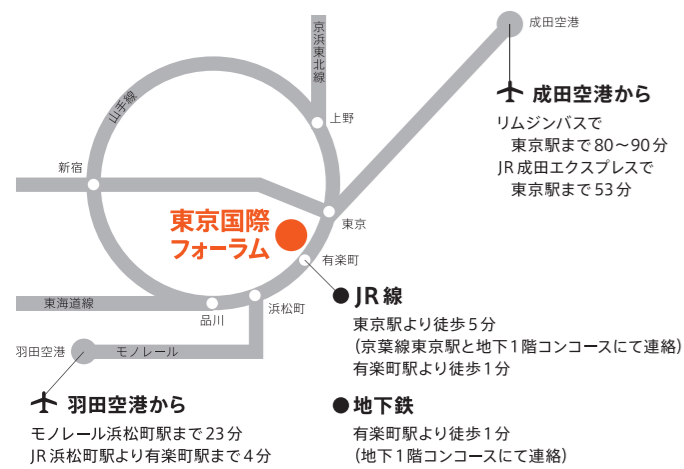 京浜東北線
成田空港
山手線
上野
成田空港から
リムジンバスで
東京駅まで80〜90分
JR成田エクスプレスで
東京駅まで53分
新宿
東京国際
フォーラム
東京
有楽町
JR線
東京駅より徒歩5分
(京葉線東京駅と地下1階コンコースにて連絡)
有楽町駅より徒歩1分
東海道線
品川
浜松町
羽田空港
モノレール
羽田空港から
モノレール浜松町駅まで23分
JR浜松町駅より有楽町駅まで4分
地下鉄
有楽町駅より徒歩1分
(地下1階コンコースにて連絡)